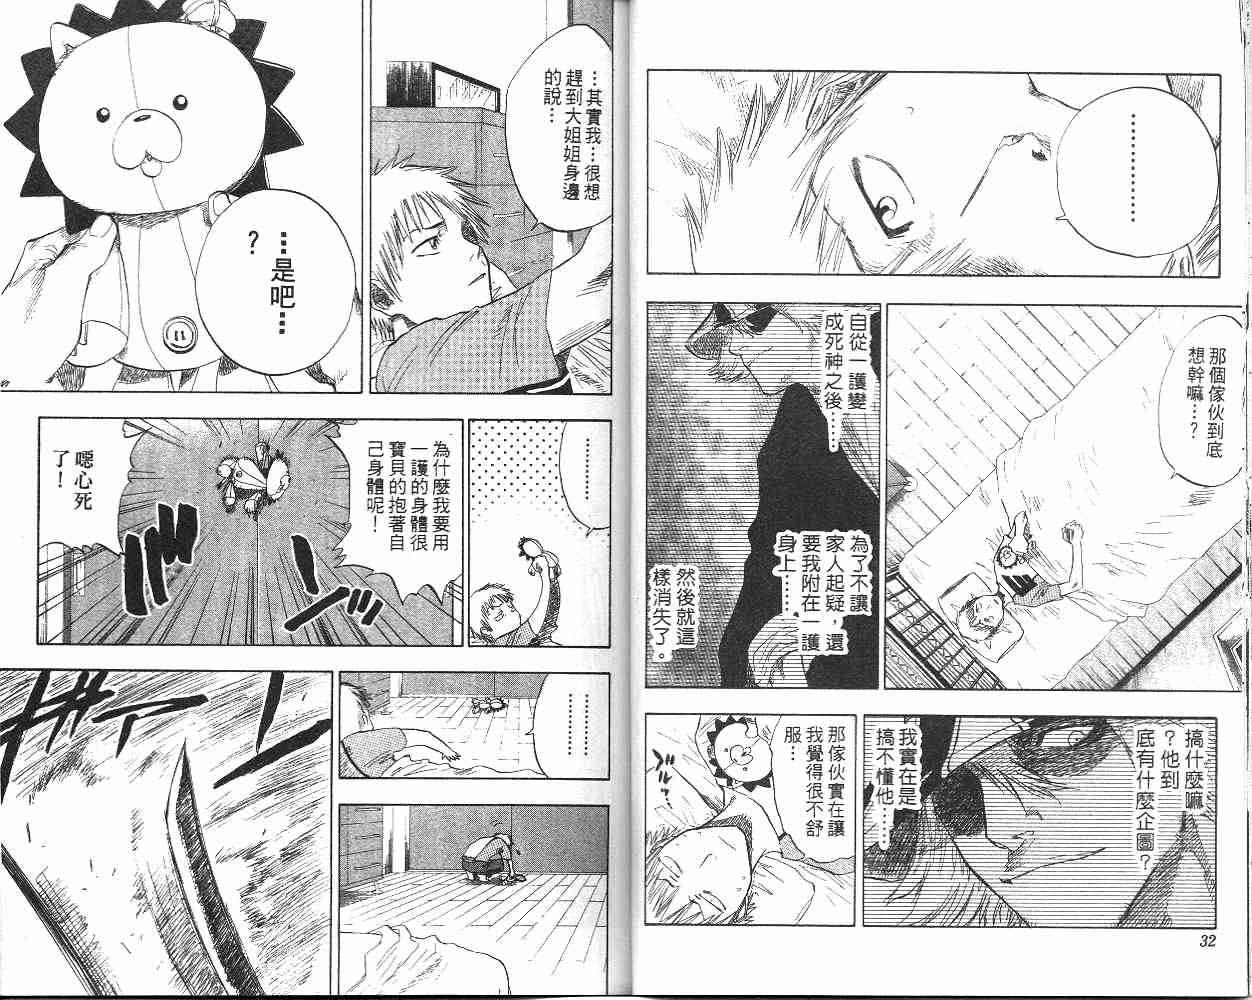 …………
那個傢伙到底
想幹嘛…？
自從一護變
成死神之後……
為了不讓
家人起疑，還
要我附在一護
身上……
然後就這
樣消失了。
搞什麼嘛
？他到
底有什麼企圖？
我實在是
搞不懂他……
那傢伙實在讓
我覺得很不舒
服…
32
…其實我…很想
趕到大姐姐身邊
的說…
…是吧…
？
…………
為什麼我要用
一護的身體很
寶貝的抱著自
己身體呢！
噁心死
了！
…………